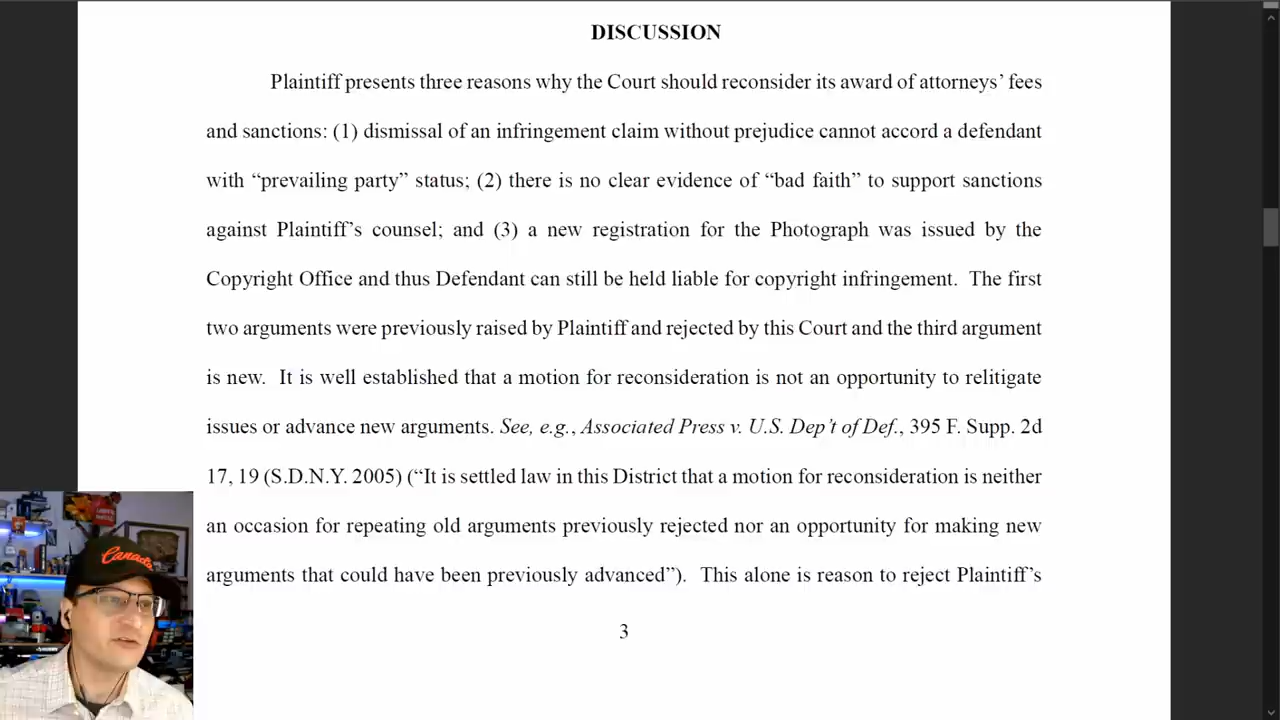 DISCUSSION
Plaintiff presents three reasons why the Court should reconsider its award of attorneys’ fees
and sanctions: (1) dismissal of an infringement claim without prejudice cannot accord a defendant
with “prevailing party” status; (2) there is no clear evidence of “bad faith” to support sanctions
against Plaintiff’s counsel; and (3) a new registration for the Photograph was issued by the
Copyright Office and thus Defendant can still be held liable for copyright infringement.  The first
two arguments were previously raised by Plaintiff and rejected by this Court and the third argument
is new.  It is well established that a motion for reconsideration is not an opportunity to relitigate
issues or advance new arguments. See, e.g., Associated Press v. U.S. Dep’t of Def., 395 F. Supp. 2d
17, 19 (S.D.N.Y. 2005) (“It is settled law in this District that a motion for reconsideration is neither
an occasion for repeating old arguments previously rejected nor an opportunity for making new
arguments that could have been previously advanced”).  This alone is reason to reject Plaintiff’s
3
Canada